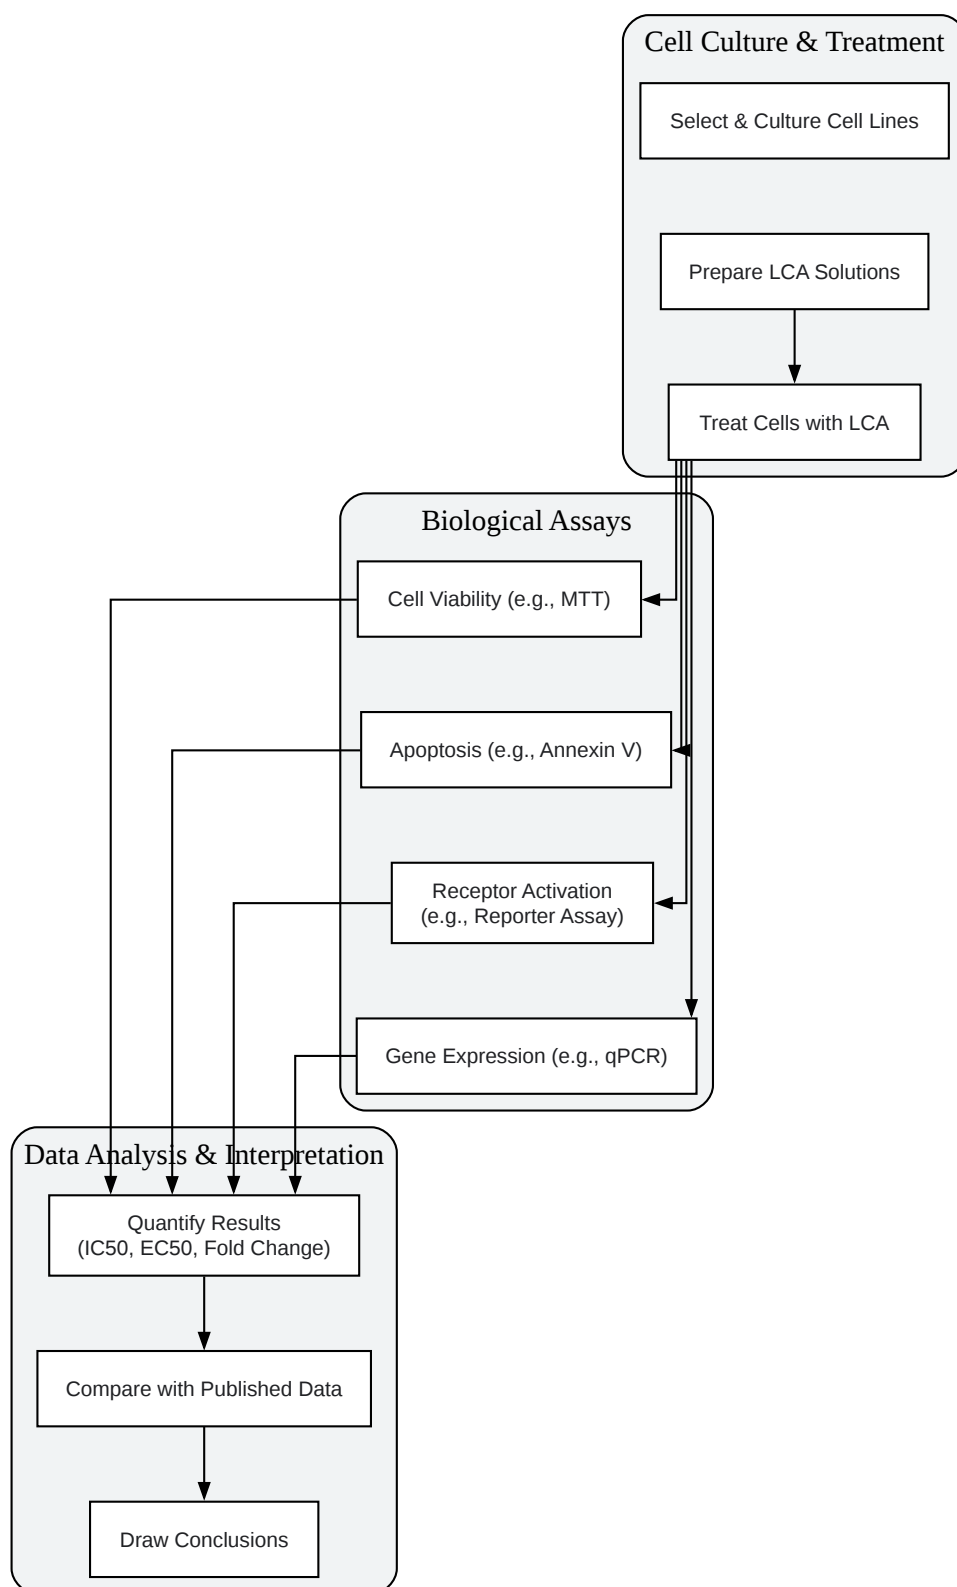 Cell Culture & Treatment
Select & Culture Cell Lines
Prepare LCA Solutions
Treat Cells with LCA
Biological Assays
Cell Viability (e.g., MTT)
Apoptosis (e.g., Annexin V)
Receptor Activation
(e.g., Reporter Assay)
Gene Expression (e.g., qPCR)
Data Analysis & Interpretation
Quantify Results
(IC50, EC50, Fold Change)
Compare with Published Data
Draw Conclusions